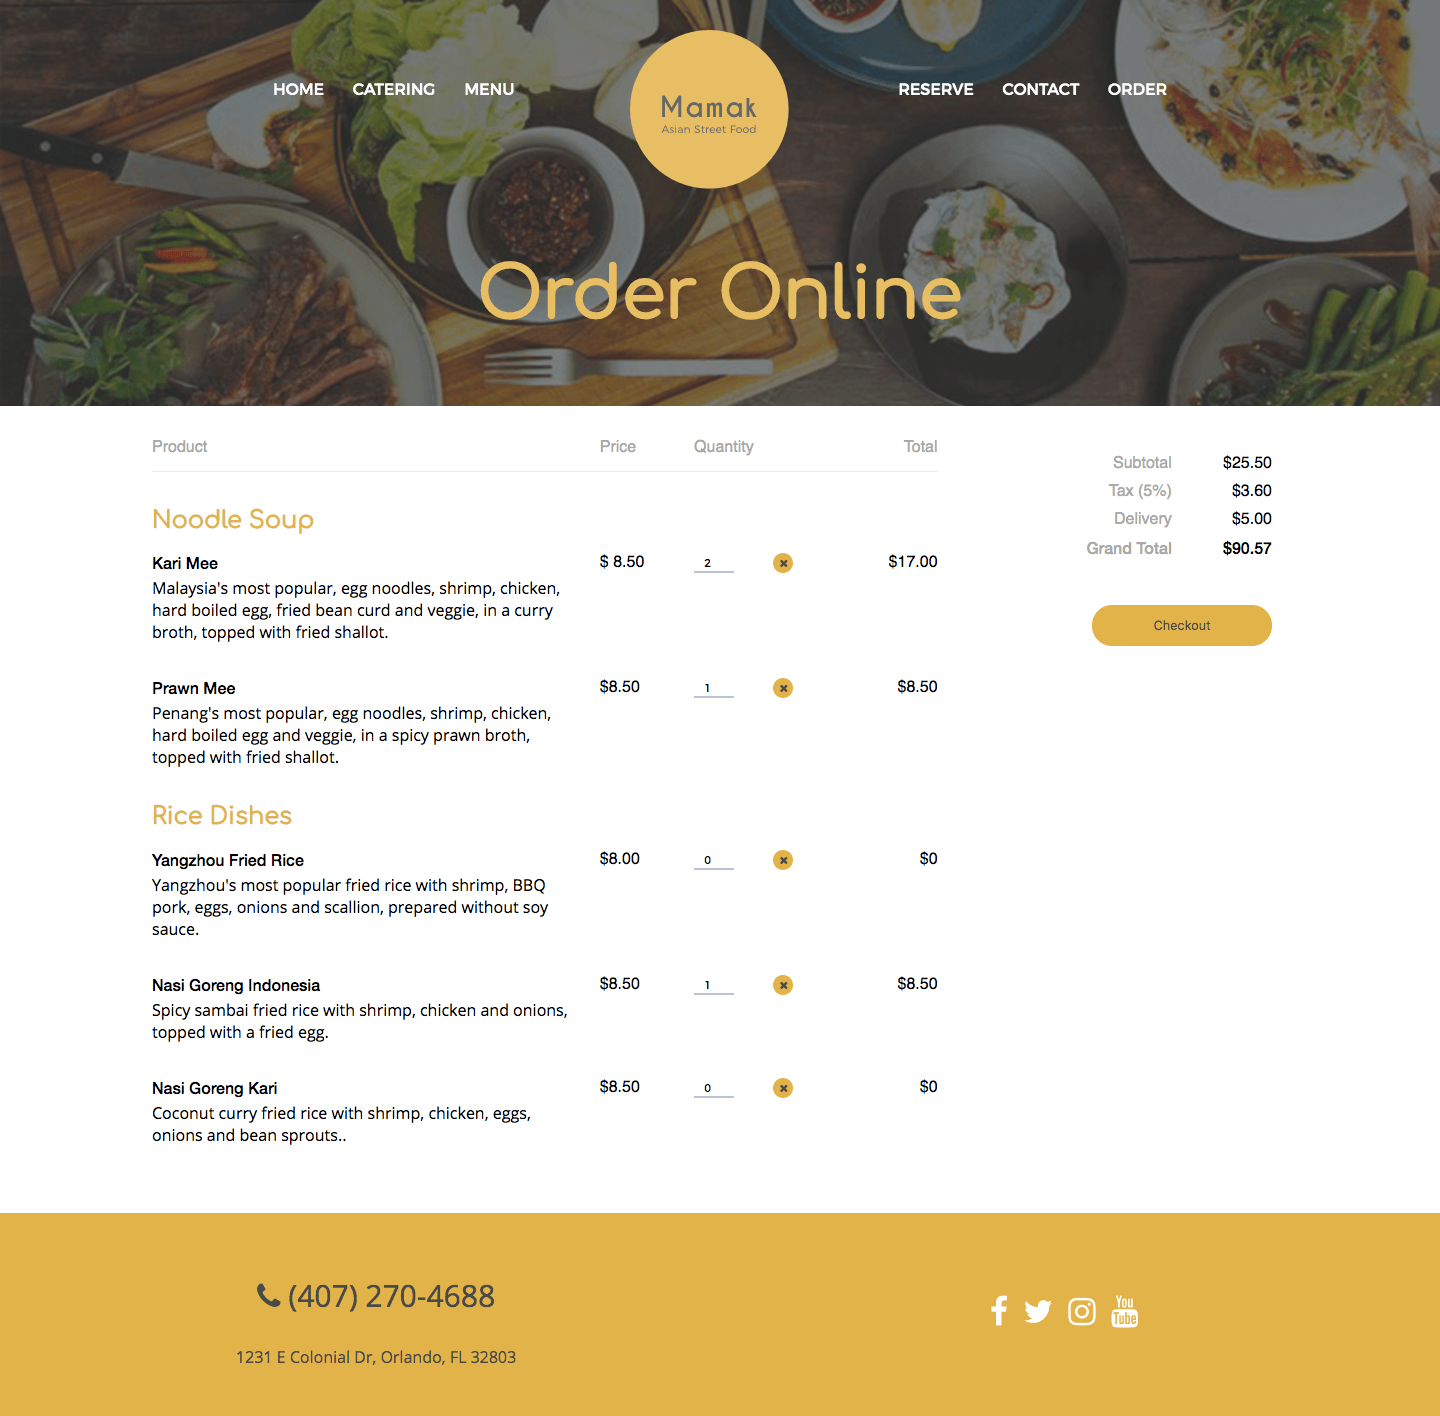 HOME CATERING MENU
Mamak
Asian Street Food
RESERVE CONTACT ORDER
Order Online
Product Price Quantity Total
Noodle Soup
Kari Mee $ 8.50 2 $17.00
Malaysia's most popular, egg noodles, shrimp, chicken,
hard boiled egg, fried bean curd and veggie, in a curry
broth, topped with fried shallot.
Prawn Mee $8.50 1 $8.50
Penang's most popular, egg noodles, shrimp, chicken,
hard boiled egg and veggie, in a spicy prawn broth,
topped with fried shallot.
Rice Dishes
Yangzhou Fried Rice $8.00 0 $0
Yangzhou's most popular fried rice with shrimp, BBQ
pork, eggs, onions and scallion, prepared without soy
sauce.
Nasi Goreng Indonesia $8.50 1 $8.50
Spicy sambai fried rice with shrimp, chicken and onions,
topped with a fried egg.
Nasi Goreng Kari $8.50 0 $0
Coconut curry fried rice with shrimp, chicken, eggs,
onions and bean sprouts..
Subtotal $25.50
Tax (5%) $3.60
Delivery $5.00
Grand Total $90.57
Checkout
(407) 270-4688
1231 E Colonial Dr, Orlando, FL 32803
You
Tube